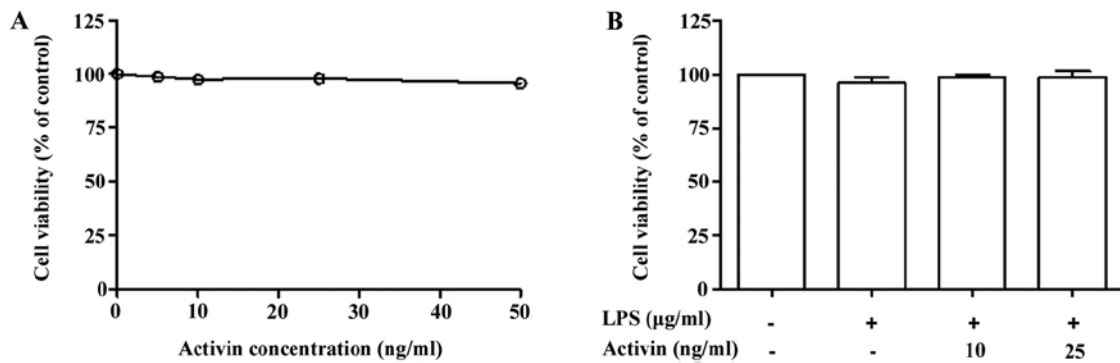 A
Cell viability (% of control)
125
100
75
50
25
0
0 10 20 30 40 50
Activin concentration (ng/ml)
B
Cell viability (% of control)
125
100
75
50
25
0
LPS (µg/ml) - + + +
Activin (ng/ml) - - 10 25